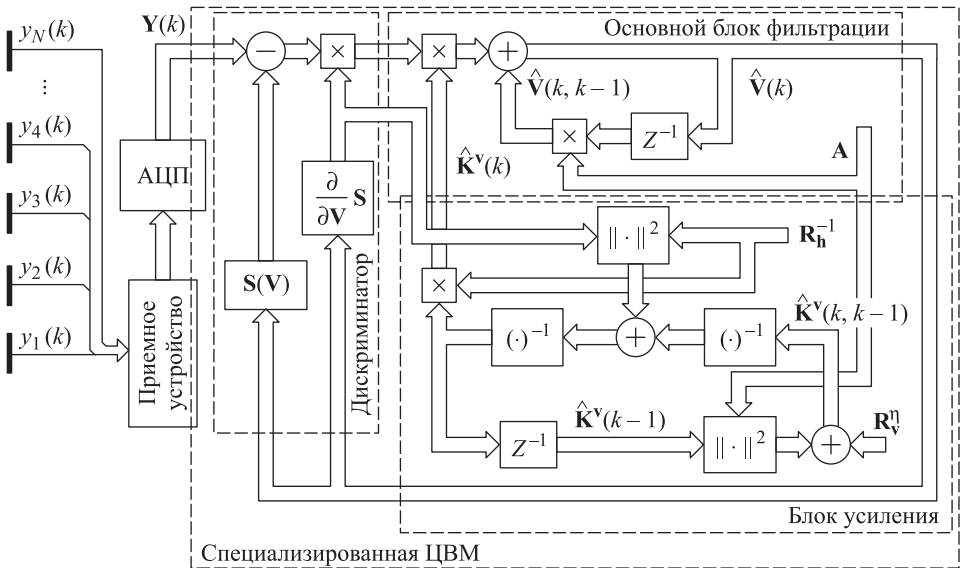 Y(k)
Основной блок фильтрации
y_N(k)
−
×
×
+
...
V̂(k, k − 1)
V̂(k)
y_4(k)
АЦП
K̂^v(k)
×
Z^{−1}
A
y_3(k)
∂/∂V S
y_2(k)
S(V)
‖ · ‖^2
R_h^{−1}
×
K̂^v(k, k − 1)
y_1(k)
Приемное
устройство
Дискриминатор
(·)^{−1}
+
(·)^{−1}
K̂^v(k − 1)
Z^{−1}
‖ · ‖^2
+
R_v^η
Блок усиления
Специализированная ЦВМ